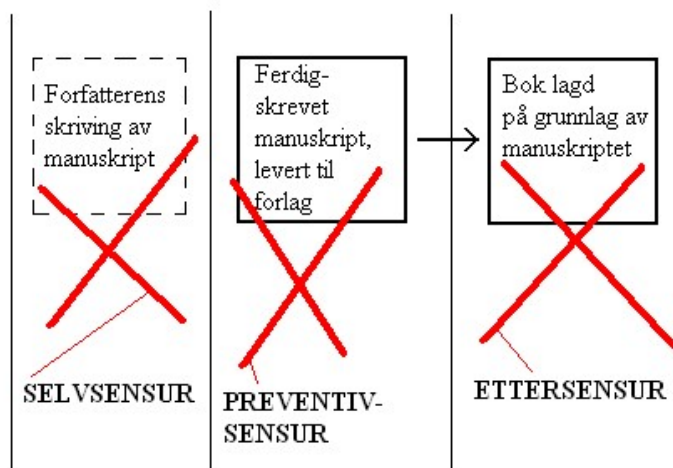 Forfatterens
skriving av
manuskript
SELVSENSUR
Ferdig-
skrevet
manuskript,
levert til
forlag
PREVENTIV-
SENSUR
Bok lagd
på grunnlag av
manuskriptet
ETTERSENSUR